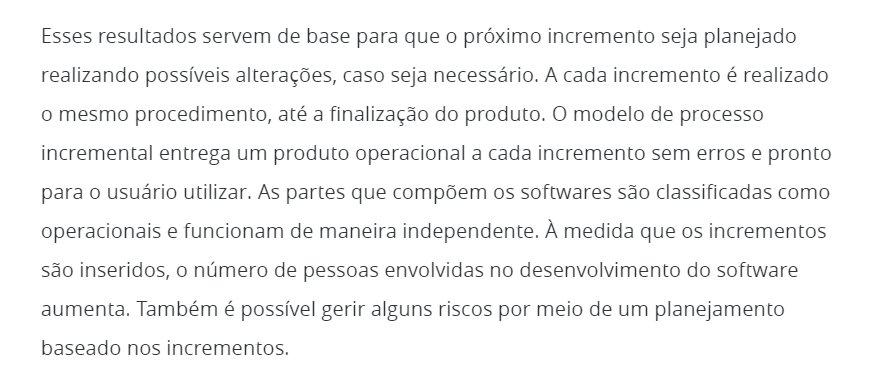 Esses resultados servem de base para que o próximo incremento seja planejado
realizando possíveis alterações, caso seja necessário. A cada incremento é realizado
o mesmo procedimento, até a finalização do produto. O modelo de processo
incremental entrega um produto operacional a cada incremento sem erros e pronto
para o usuário utilizar. As partes que compõem os softwares são classificadas como
operacionais e funcionam de maneira independente. À medida que os incrementos
são inseridos, o número de pessoas envolvidas no desenvolvimento do software
aumenta. Também é possível gerir alguns riscos por meio de um planejamento
baseado nos incrementos.